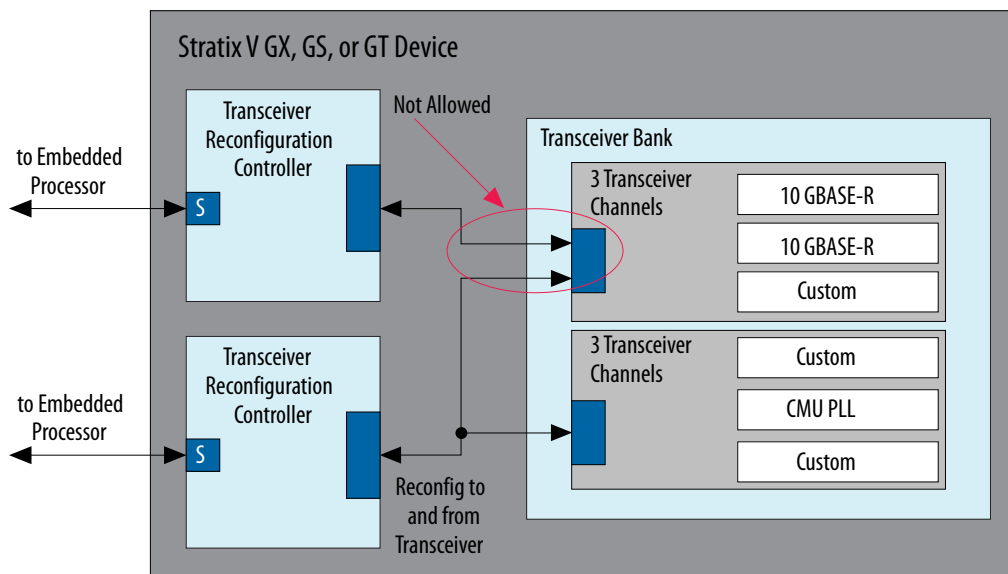 Stratix V GX, GS, or GT Device
Transceiver
Reconfiguration
Controller
to Embedded
Processor
S
Not Allowed
Transceiver Bank
3 Transceiver
Channels
10 GBASE-R
10 GBASE-R
Custom
Transceiver
Reconfiguration
Controller
to Embedded
Processor
S
Reconfig to
and from
Transceiver
3 Transceiver
Channels
Custom
CMU PLL
Custom